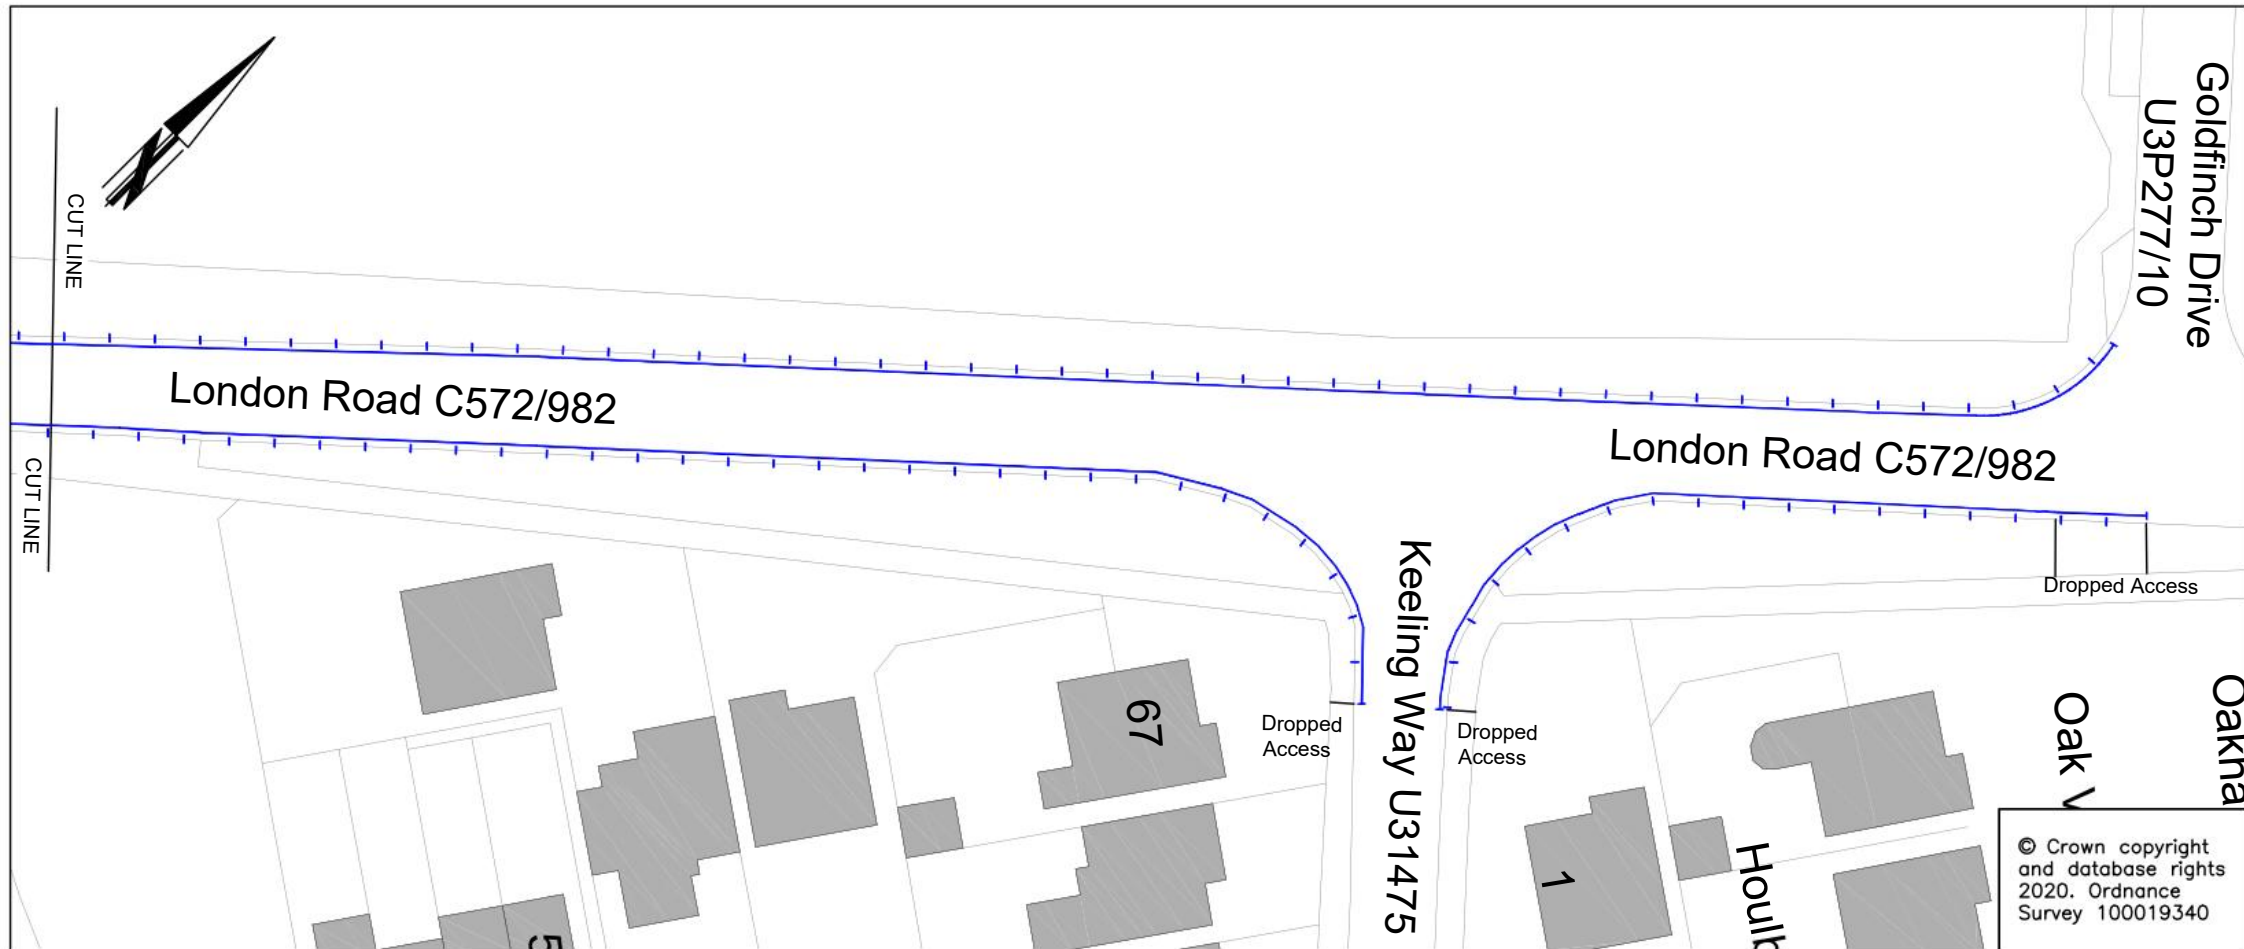 Goldfinch Drive
U3P277/10
N
CUT LINE
London Road C572/982
London Road C572/982
CUT LINE
Keeling Way U31475
Dropped Access
Dropped
Access
Dropped
Access
67
1
5
Oak
© Crown copyright
and database rights
2020. Ordnance
Survey 100019340